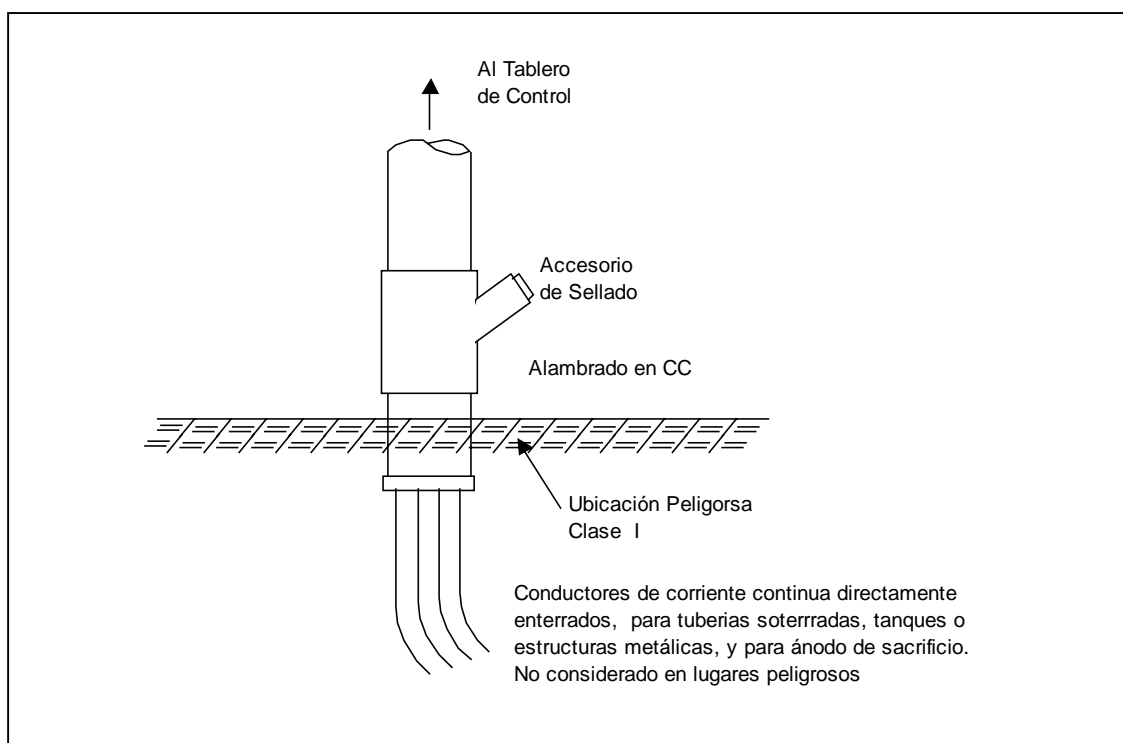 Al Tablero
de Control
Accesorio
de Sellado
Alambrado en CC
Ubicación Peligorsa
Clase I
Conductores de corriente continua directamente
enterrados, para tuberias soterrradas, tanques o
estructuras metálicas, y para ánodo de sacrificio.
No considerado en lugares peligrosos